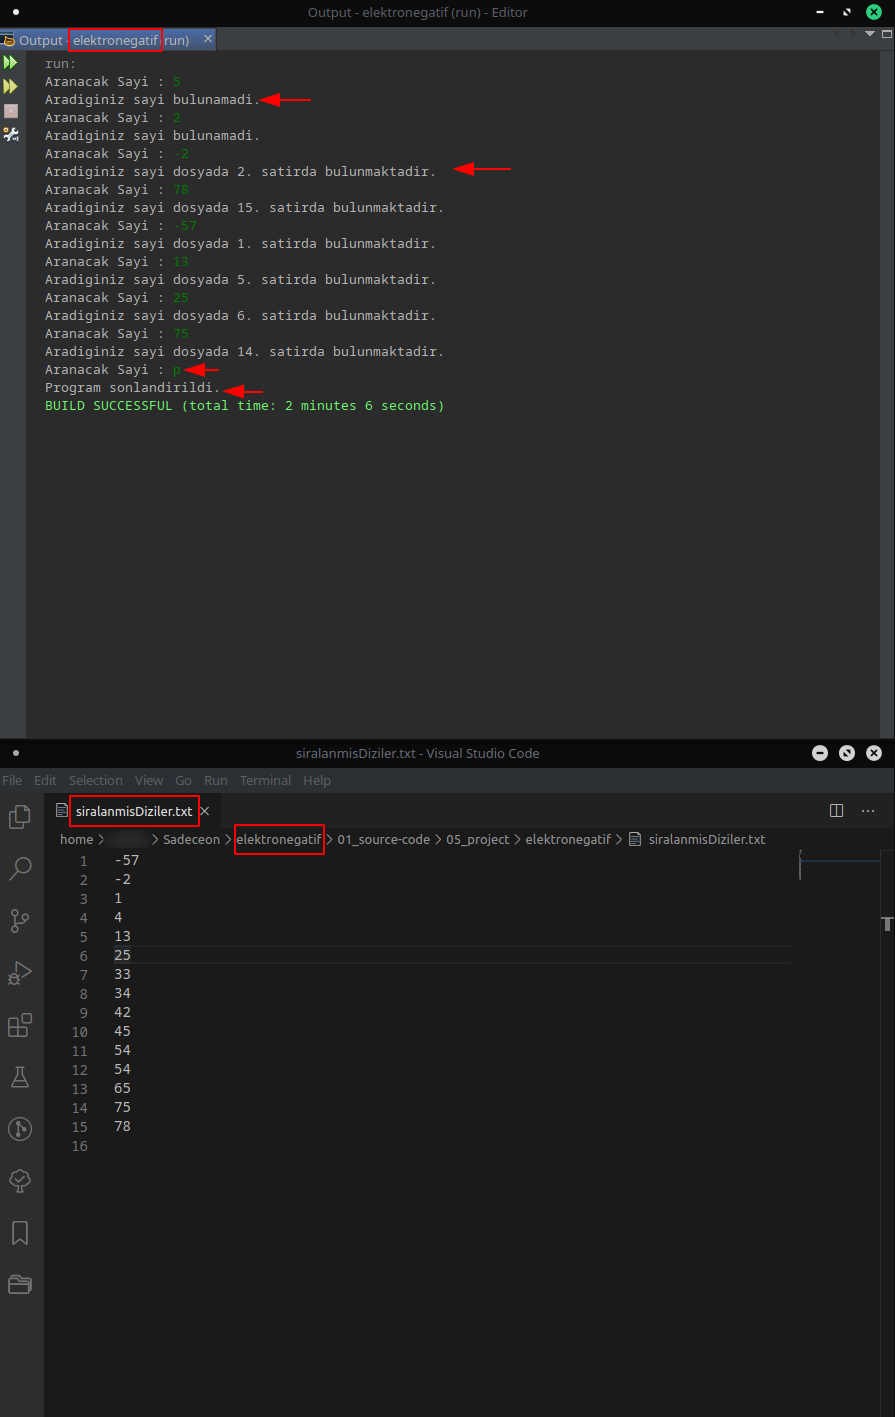 Output - elektronegatif (run) - Editor
Output - elektronegatif (run)
run:
Aranacak Sayi : 5
Aradiginiz sayi bulunamadi.
Aranacak Sayi : 2
Aradiginiz sayi bulunamadi.
Aranacak Sayi : -2
Aradiginiz sayi dosyada 2. satirda bulunmaktadir.
Aranacak Sayi : 78
Aradiginiz sayi dosyada 15. satirda bulunmaktadir.
Aranacak Sayi : -57
Aradiginiz sayi dosyada 1. satirda bulunmaktadir.
Aranacak Sayi : 13
Aradiginiz sayi dosyada 5. satirda bulunmaktadir.
Aranacak Sayi : 25
Aradiginiz sayi dosyada 6. satirda bulunmaktadir.
Aranacak Sayi : 75
Aradiginiz sayi dosyada 14. satirda bulunmaktadir.
Aranacak Sayi : p
Program sonlandirildi.
BUILD SUCCESSFUL (total time: 2 minutes 6 seconds)
siralanmisDiziler.txt - Visual Studio Code
File Edit Selection View Go Run Terminal Help
siralanmisDiziler.txt
home > > Sadeceon > elektronegatif > 01_source-code > 05_project > elektronegatif > siralanmisDiziler.txt
1 -57
2 -2
3 1
4 4
5 13
6 25
7 33
8 34
9 42
10 45
11 54
12 54
13 65
14 75
15 78
16